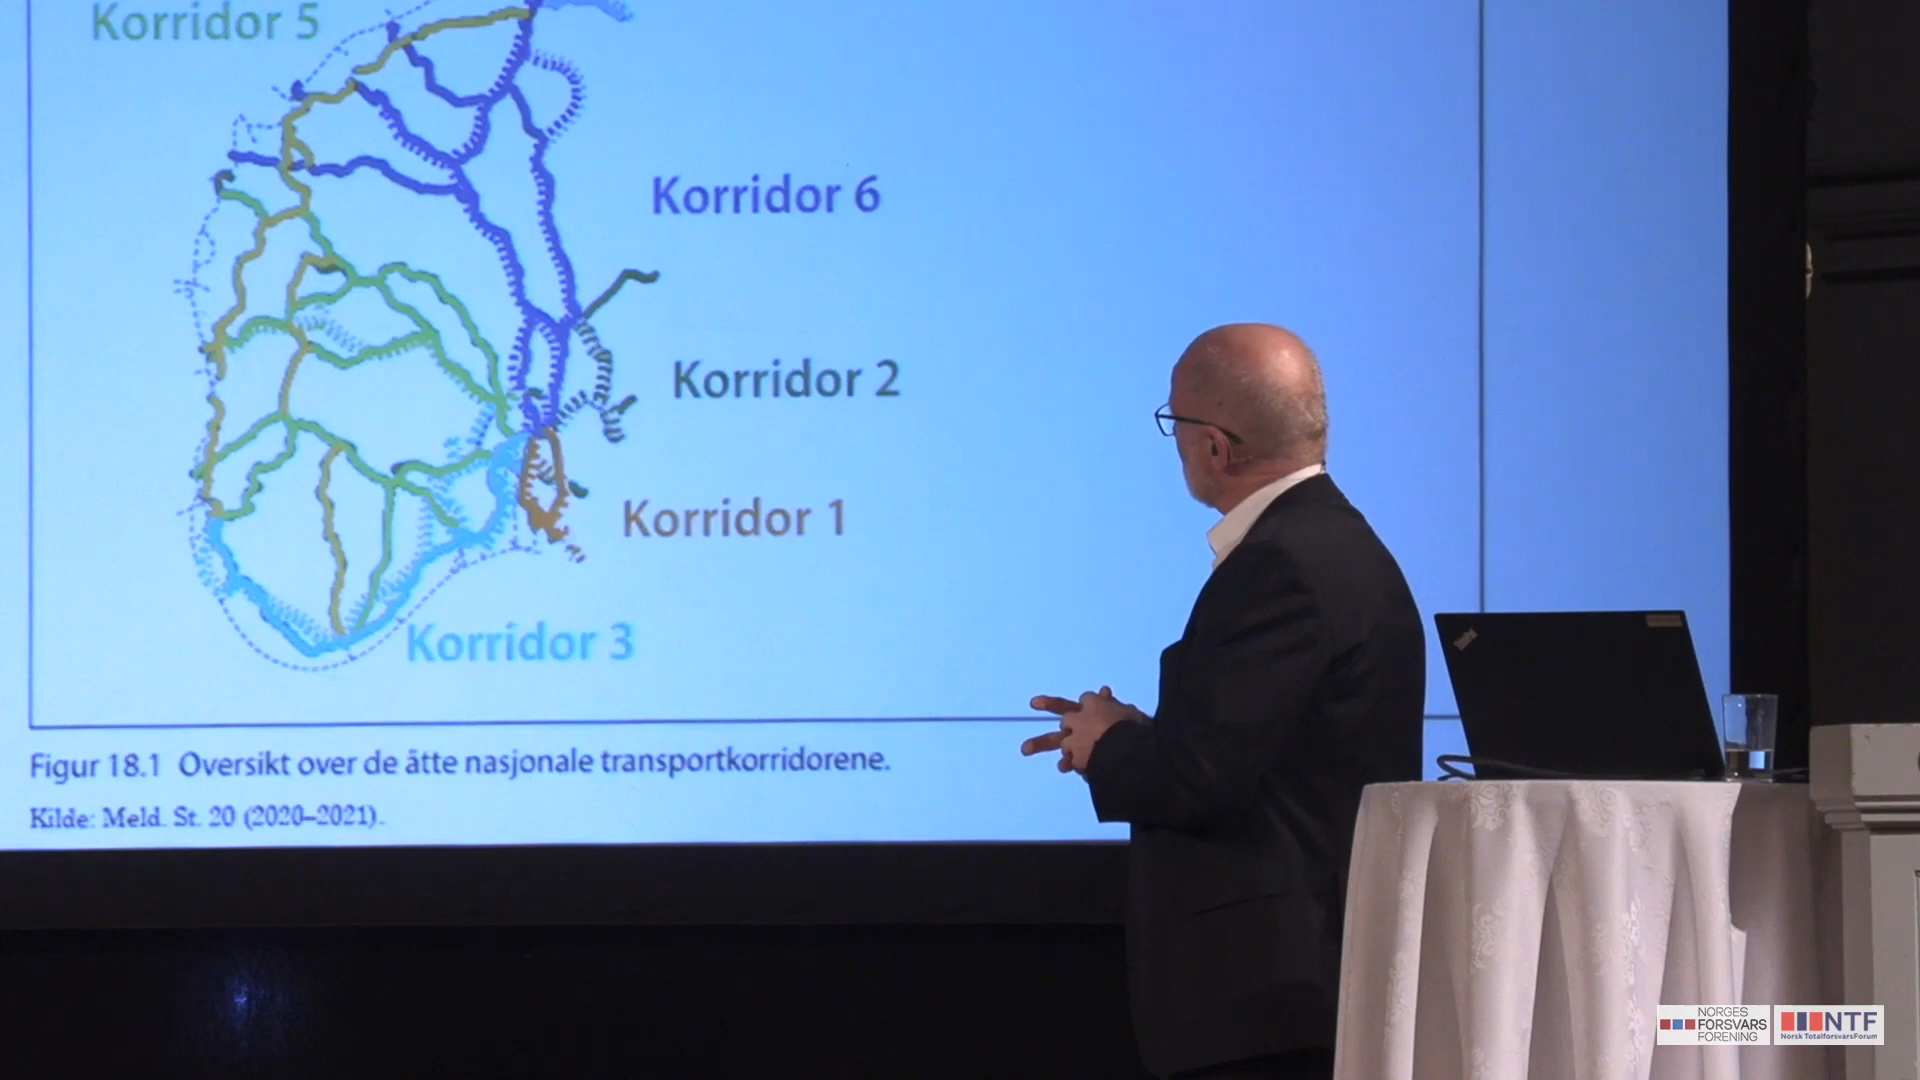 Korridor 5
Korridor 6
Korridor 2
Korridor 1
Korridor 3
Figur 18.1 Oversikt over de åtte nasjonale transportkorridorene.
Kilde: Meld. St. 20 (2020–2021).
ThinkPad
NORGES
FORSVARS
FORENING
NTF
Norsk TotalforsvarsForum